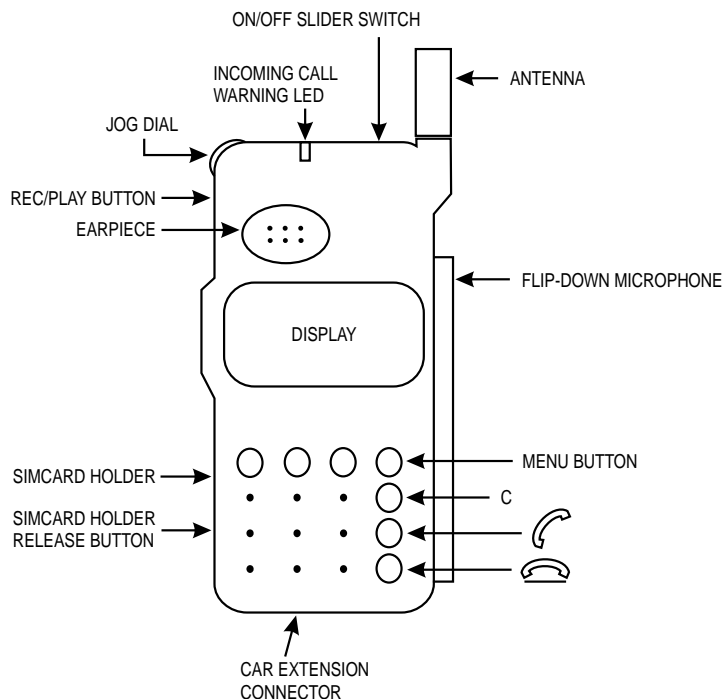 ON/OFF SLIDER SWITCH
INCOMING CALL
WARNING LED
ANTENNA
JOG DIAL
REC/PLAY BUTTON
EARPIECE
FLIP-DOWN MICROPHONE
DISPLAY
MENU BUTTON
SIMCARD HOLDER
C
SIMCARD HOLDER
RELEASE BUTTON
CAR EXTENSION
CONNECTOR